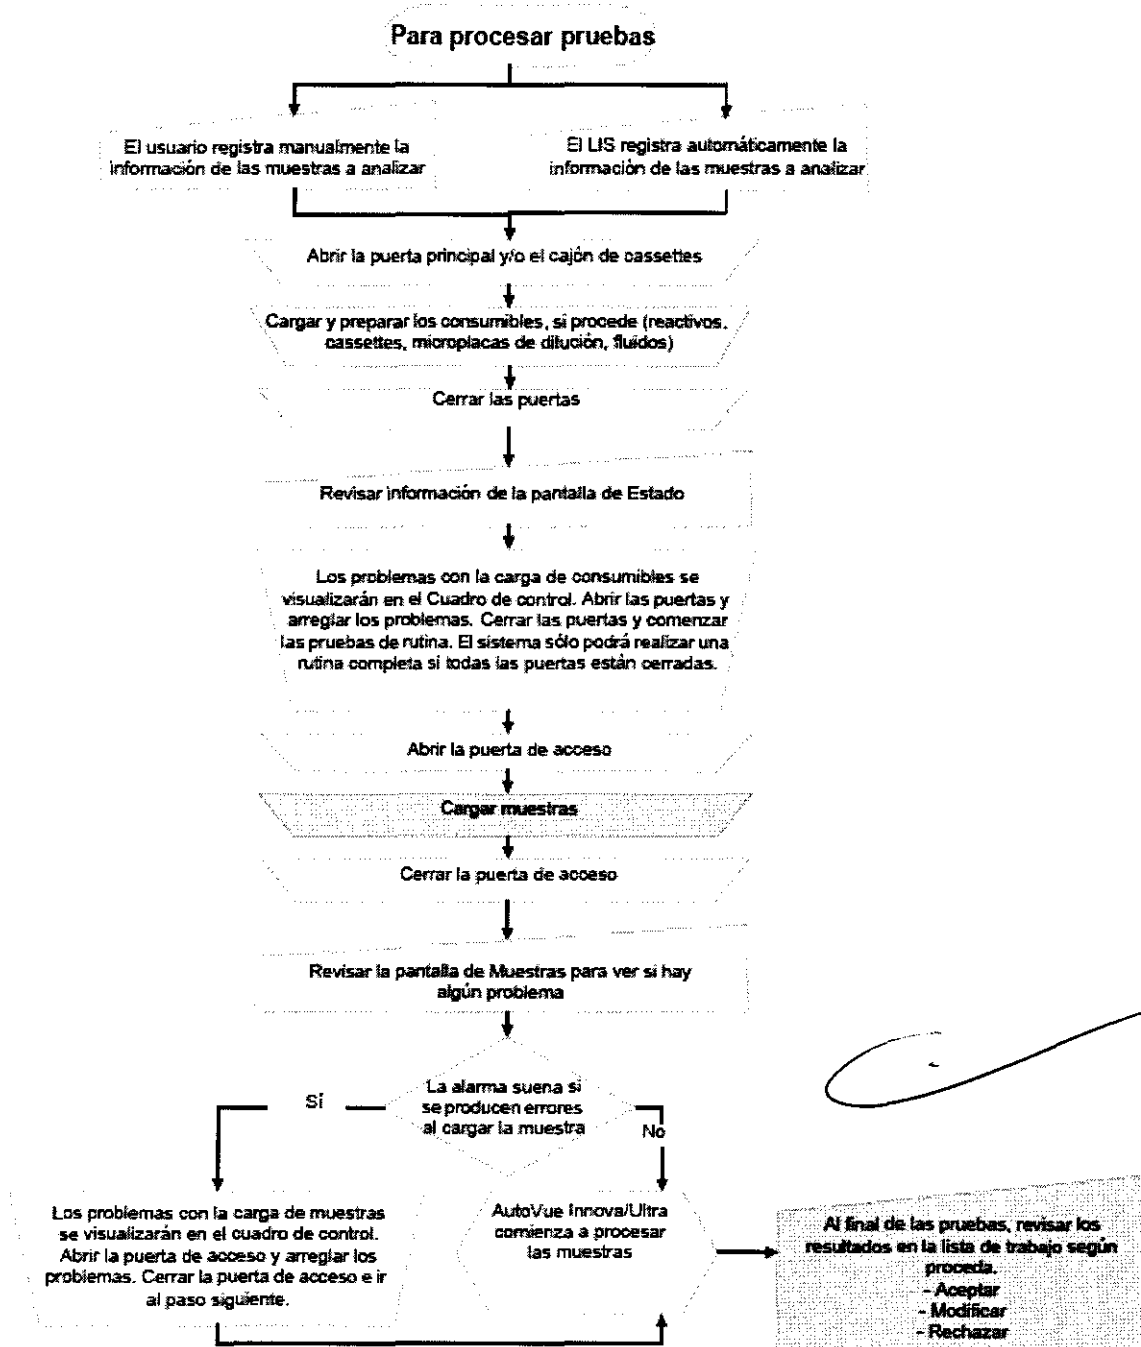 Para procesar pruebas
El usuario registra manualmente la
información de las muestras a analizar
El LIS registra automáticamente la
información de las muestras a analizar
Abrir la puerta principal y/o el cajón de cassettes
Cargar y preparar los consumibles, si procede (reactivos,
cassettes, microplacas de dilución, fluidos)
Cerrar las puertas
Revisar información de la pantalla de Estado
Los problemas con la carga de consumibles se
visualizarán en el Cuadro de control. Abrir las puertas y
arreglar los problemas. Cerrar las puertas y comenzar
las pruebas de rutina. El sistema sólo podrá realizar una
rutina completa si todas las puertas están cerradas.
Abrir la puerta de acceso
Cargar muestras
Cerrar la puerta de acceso
Revisar la pantalla de Muestras para ver si hay
algún problema
La alarma suena si
se producen errores
al cargar la muestra
Sí
No
Los problemas con la carga de muestras
se visualizarán en el cuadro de control.
Abrir la puerta de acceso y arreglar los
problemas. Cerrar la puerta de acceso e ir
al paso siguiente.
AutoVue Innova/Ultra
comienza a procesar
las muestras
Al final de las pruebas, revisar los
resultados en la lista de trabajo según
proceda.
- Aceptar
- Modificar
- Rechazar